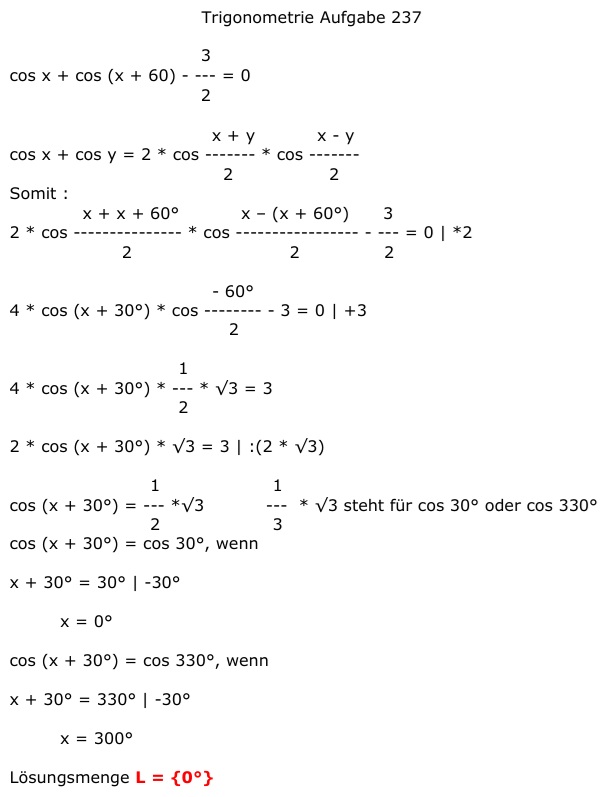 Trigonometrie Aufgabe 237
3
cos x + cos (x + 60) - --- = 0
2
x + y x - y
cos x + cos y = 2 * cos ------- * cos -------
2 2
Somit :
x + x + 60° x – (x + 60°) 3
2 * cos --------------- * cos ----------------- - --- = 0 | *2
2 2 2
- 60°
4 * cos (x + 30°) * cos -------- - 3 = 0 | +3
2
1
4 * cos (x + 30°) * --- * √3 = 3
2
2 * cos (x + 30°) * √3 = 3 | :(2 * √3)
1 1
cos (x + 30°) = --- *√3 --- * √3 steht für cos 30° oder cos 330°
2 3
cos (x + 30°) = cos 30°, wenn
x + 30° = 30° | -30°
x = 0°
cos (x + 30°) = cos 330°, wenn
x + 30° = 330° | -30°
x = 300°
Lösungsmenge L = {0°}